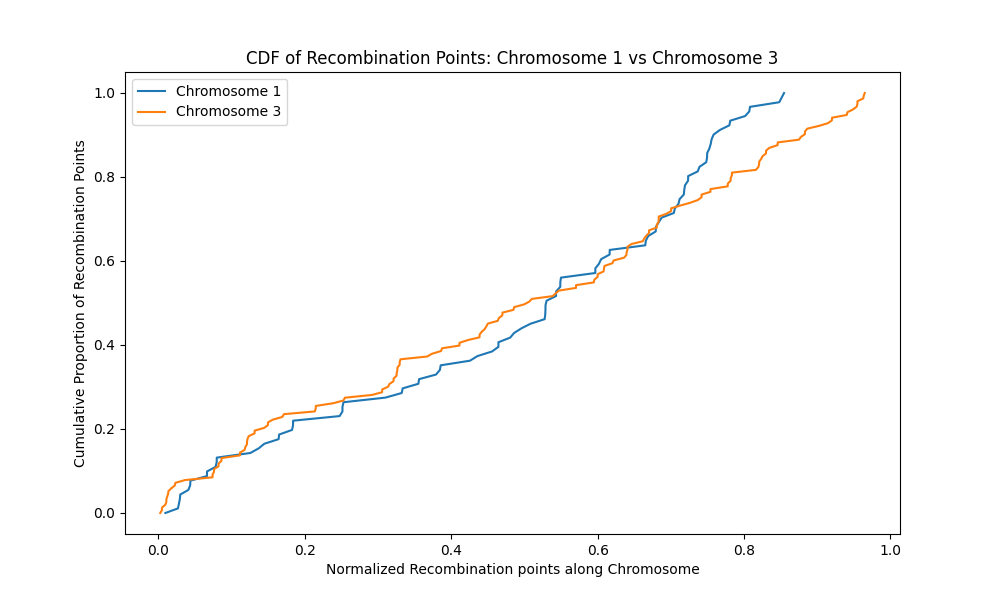 CDF of Recombination Points: Chromosome 1 vs Chromosome 3
Chromosome 1
Chromosome 3
Cumulative Proportion of Recombination Points
1.0
0.8
0.6
0.4
0.2
0.0
0.0 0.2 0.4 0.6 0.8 1.0
Normalized Recombination points along Chromosome